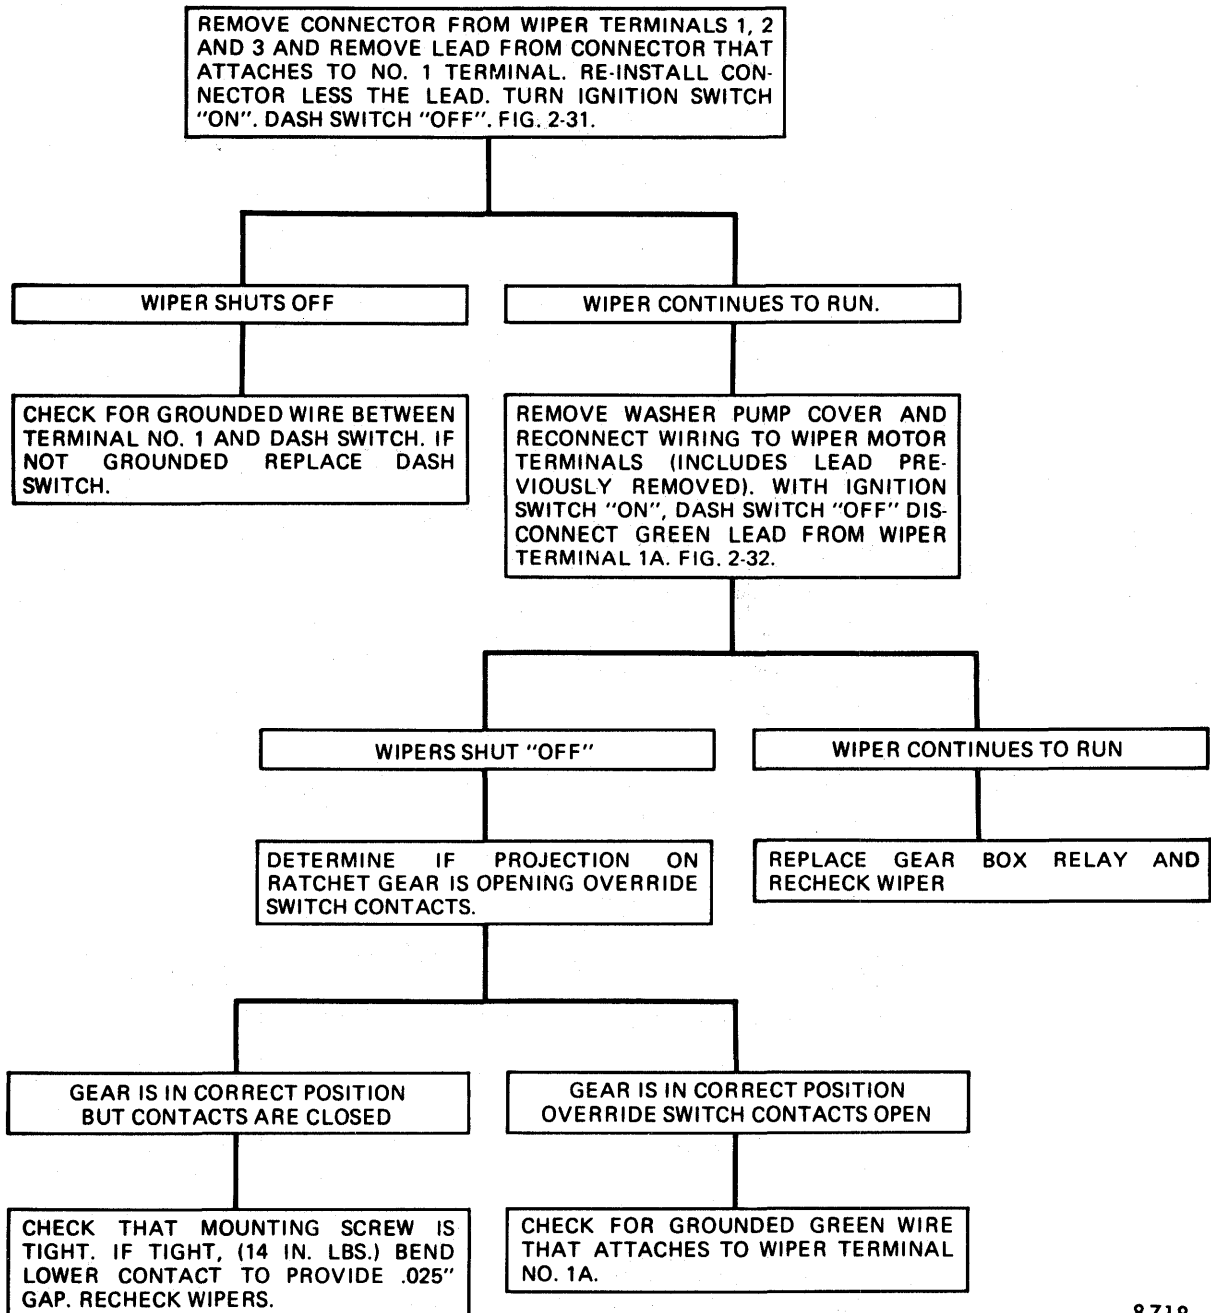 REMOVE CONNECTOR FROM WIPER TERMINALS 1, 2
AND 3 AND REMOVE LEAD FROM CONNECTOR THAT
ATTACHES TO NO. 1 TERMINAL. RE-INSTALL CON-
NECTOR LESS THE LEAD. TURN IGNITION SWITCH
"ON". DASH SWITCH "OFF". FIG. 2-31.
WIPER SHUTS OFF
WIPER CONTINUES TO RUN.
CHECK FOR GROUNDED WIRE BETWEEN
TERMINAL NO. 1 AND DASH SWITCH. IF
NOT GROUNDED REPLACE DASH
SWITCH.
REMOVE WASHER PUMP COVER AND
RECONNECT WIRING TO WIPER MOTOR
TERMINALS (INCLUDES LEAD PRE-
VIOUSLY REMOVED). WITH IGNITION
SWITCH "ON", DASH SWITCH "OFF" DIS-
CONNECT GREEN LEAD FROM WIPER
TERMINAL 1A. FIG. 2-32.
WIPERS SHUT "OFF"
WIPER CONTINUES TO RUN
DETERMINE IF PROJECTION ON
RATCHET GEAR IS OPENING OVERRIDE
SWITCH CONTACTS.
REPLACE GEAR BOX RELAY AND
RECHECK WIPER
GEAR IS IN CORRECT POSITION
BUT CONTACTS ARE CLOSED
GEAR IS IN CORRECT POSITION
OVERRIDE SWITCH CONTACTS OPEN
CHECK THAT MOUNTING SCREW IS
TIGHT. IF TIGHT, (14 IN. LBS.) BEND
LOWER CONTACT TO PROVIDE .025"
GAP. RECHECK WIPERS.
CHECK FOR GROUNDED GREEN WIRE
THAT ATTACHES TO WIPER TERMINAL
NO. 1A.